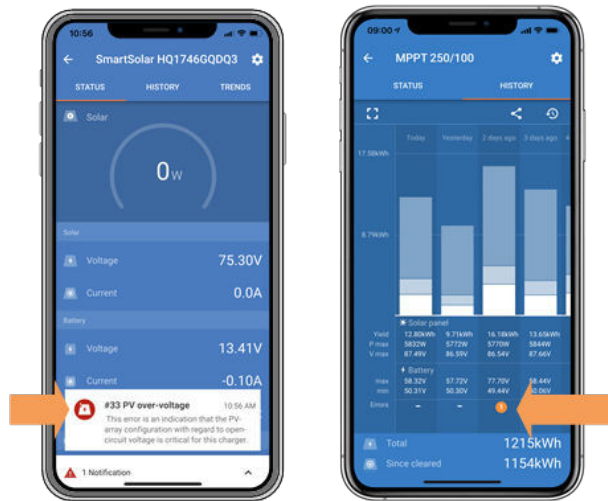 10:56
SmartSolar HQ1746GQDQ3
STATUS HISTORY TRENDS
Solar
0W
Solar
Voltage 75.30V
Current 0.0A
Battery
Voltage 13.41V
Current -0.10A
#33 PV over-voltage 10:56 AM
This error is an indication that the PV-
array configuration with regard to open-
circuit voltage is critical for this charger.
1 Notification
09:00
MPPT 250/100
STATUS HISTORY
Today Yesterday 2 days ago 3 days ago 4
17.58kWh
8.79kWh
Solar panel
Yield 12.80kWh 9.71kWh 16.18kWh 13.65kWh
P max 5832W 5772W 5770W 5844W
V max 87.49V 86.59V 86.54V 87.66V
Battery
max 58.32V 57.72V 77.70V 58.44V
min 50.31V 50.30V 49.44V 50.06V
Errors - - 1
Total 1215kWh
Since cleared 1154kWh